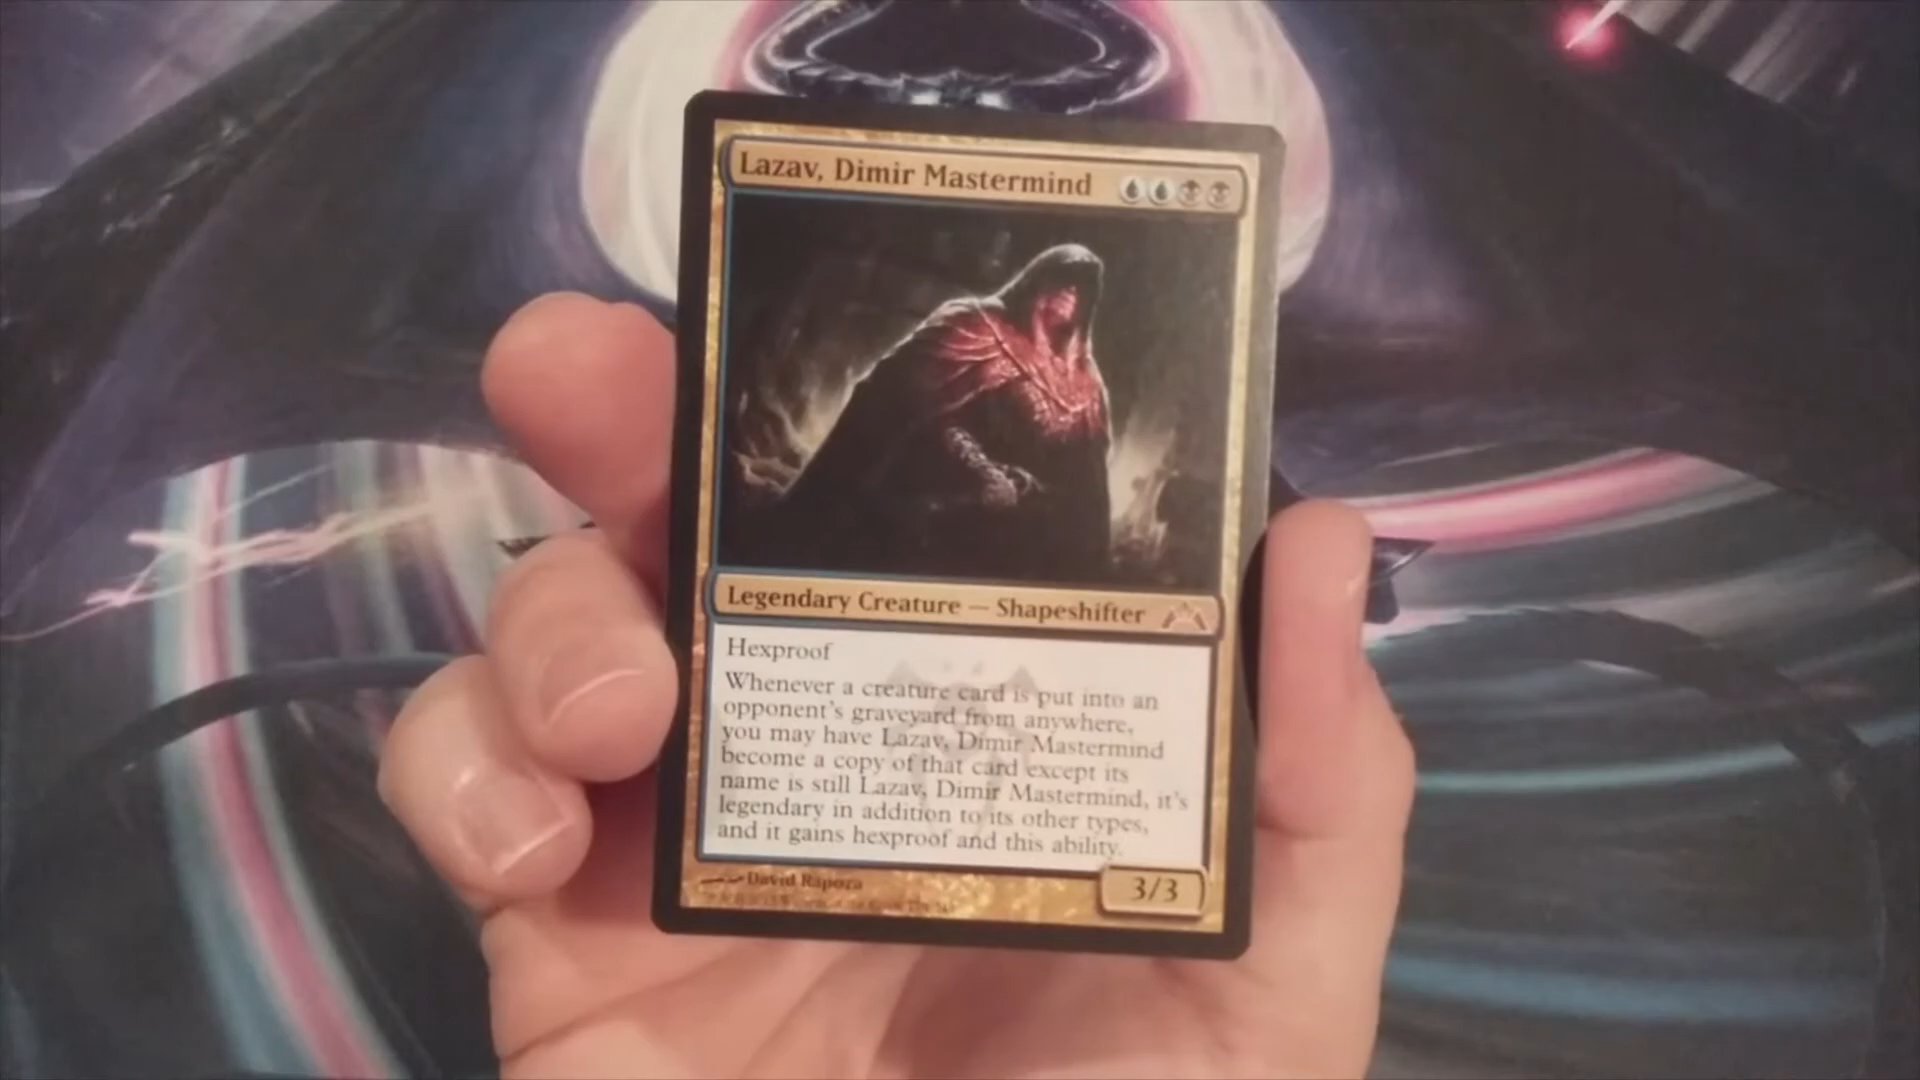 Lazav, Dimir Mastermind
Legendary Creature — Shapeshifter
Hexproof
Whenever a creature card is put into an
opponent's graveyard from anywhere,
you may have Lazav, Dimir Mastermind
become a copy of that card except its
name is still Lazav, Dimir Mastermind, it's
legendary in addition to its other types,
and it gains hexproof and this ability.
David Rapoza
3/3